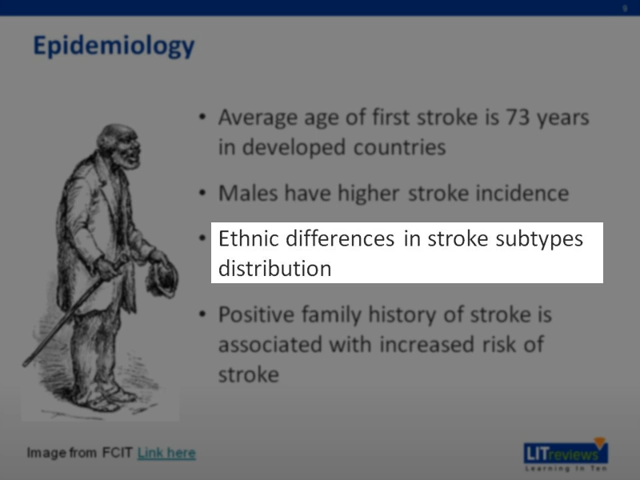 9
Epidemiology
• Average age of first stroke is 73 years
in developed countries
• Males have higher stroke incidence
• Ethnic differences in stroke subtypes
distribution
• Positive family history of stroke is
associated with increased risk of
stroke
Image from FCIT Link here
LITreviews
Learning In Ten